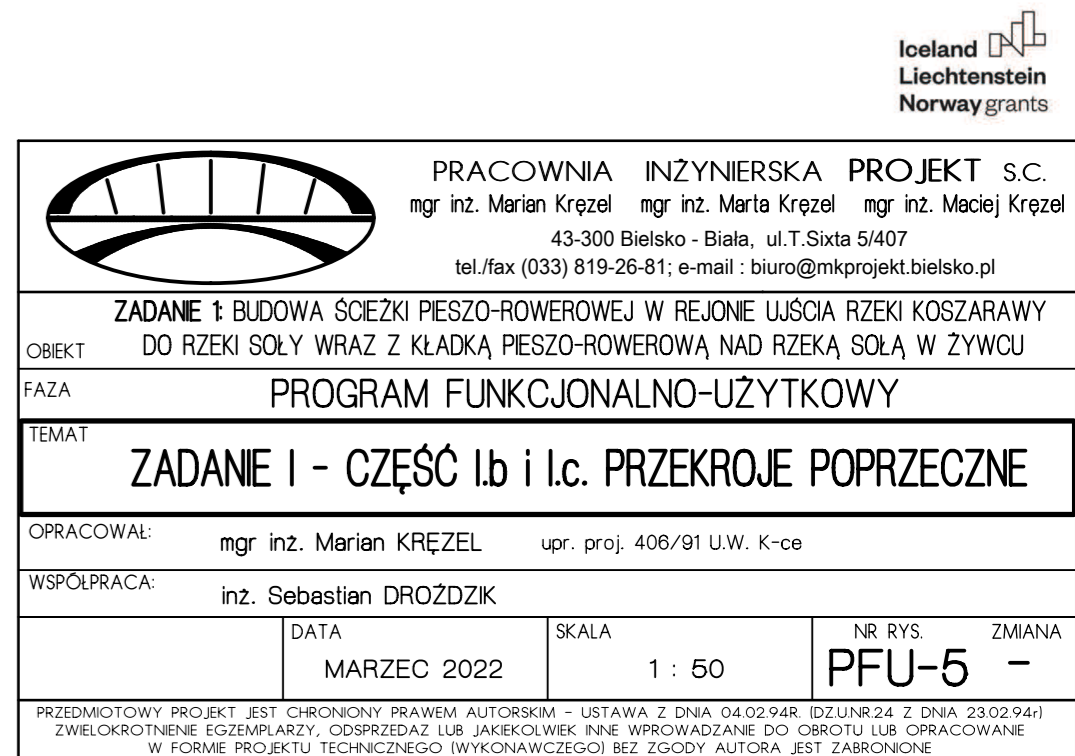 Iceland
Liechtenstein
Norway grants
PRACOWNIA INŻYNIERSKA PROJEKT S.C.
mgr inż. Marian Kręzel mgr inż. Marta Kręzel mgr inż. Maciej Kręzel
43-300 Bielsko - Biała, ul.T.Sixta 5/407
tel./fax (033) 819-26-81; e-mail : biuro@mkprojekt.bielsko.pl
OBIEKT
ZADANIE 1: BUDOWA ŚCIEŻKI PIESZO-ROWEROWEJ W REJONIE UJŚCIA RZEKI KOSZARAWY
DO RZEKI SOŁY WRAZ Z KŁADKĄ PIESZO-ROWEROWĄ NAD RZEKĄ SOŁĄ W ŻYWCU
FAZA
PROGRAM FUNKCJONALNO-UŻYTKOWY
TEMAT
ZADANIE I - CZĘŚĆ I.b i I.c. PRZEKROJE POPRZECZNE
OPRACOWAŁ:
mgr inż. Marian KRĘZEL upr. proj. 406/91 U.W. K-ce
WSPÓŁPRACA:
inż. Sebastian DROŹDZIK
DATA
MARZEC 2022
SKALA
1 : 50
NR RYS. ZMIANA
PFU-5 -
PRZEDMIOTOWY PROJEKT JEST CHRONIONY PRAWEM AUTORSKIM - USTAWA Z DNIA 04.02.94R. (DZ.U.NR.24 Z DNIA 23.02.94r)
ZWIELOKROTNIENIE EGZEMPLARZY, ODSPRZEDAZ LUB JAKIEKOLWIEK INNE WPROWADZANIE DO OBROTU LUB OPRACOWANIE
W FORMIE PROJEKTU TECHNICZNEGO (WYKONAWCZEGO) BEZ ZGODY AUTORA JEST ZABRONIONE